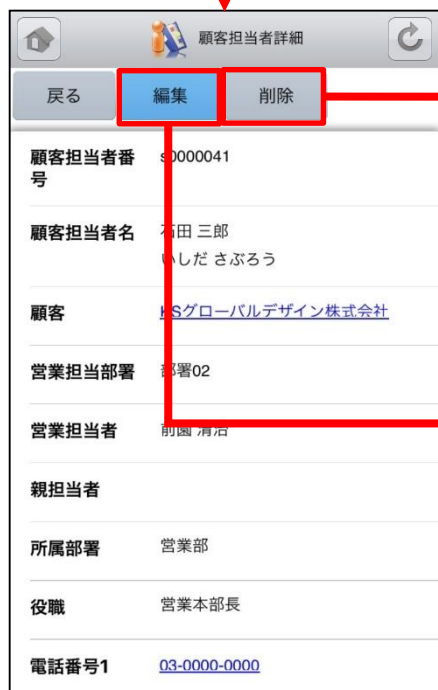 顧客担当者詳細
戻る 編集 削除
顧客担当者番号 s0000041
顧客担当者名 石田 三郎
いしだ さぶろう
顧客 KSグローバルデザイン株式会社
営業担当部署 部署02
営業担当者 前園 清治
親担当者
所属部署 営業部
役職 営業本部長
電話番号1 03-0000-0000